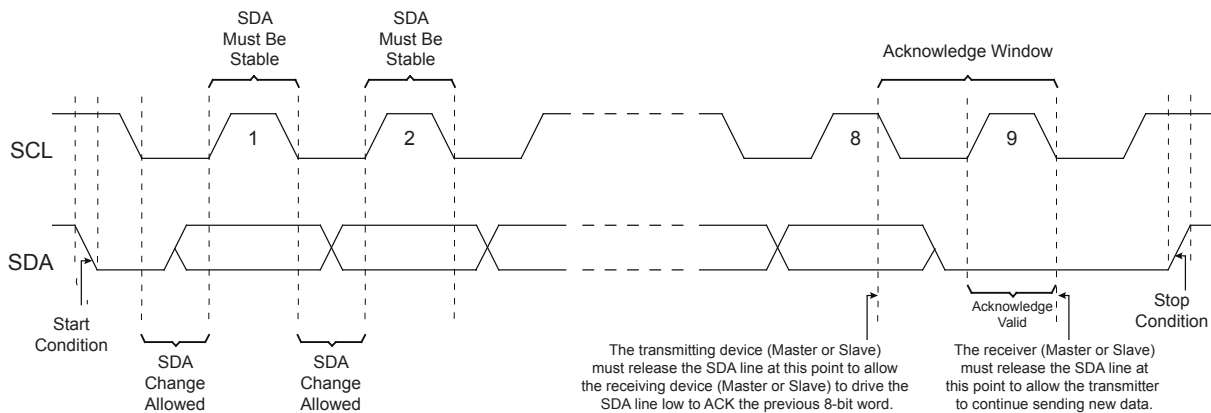 SDA
Must Be
Stable
SDA
Must Be
Stable
Acknowledge Window
SCL
1
2
8
9
SDA
Start
Condition
SDA
Change
Allowed
SDA
Change
Allowed
Acknowledge
Valid
Stop
Condition
The transmitting device (Master or Slave)
must release the SDA line at this point to allow
the receiving device (Master or Slave) to drive the
SDA line low to ACK the previous 8-bit word.
The receiver (Master or Slave)
must release the SDA line at
this point to allow the transmitter
to continue sending new data.